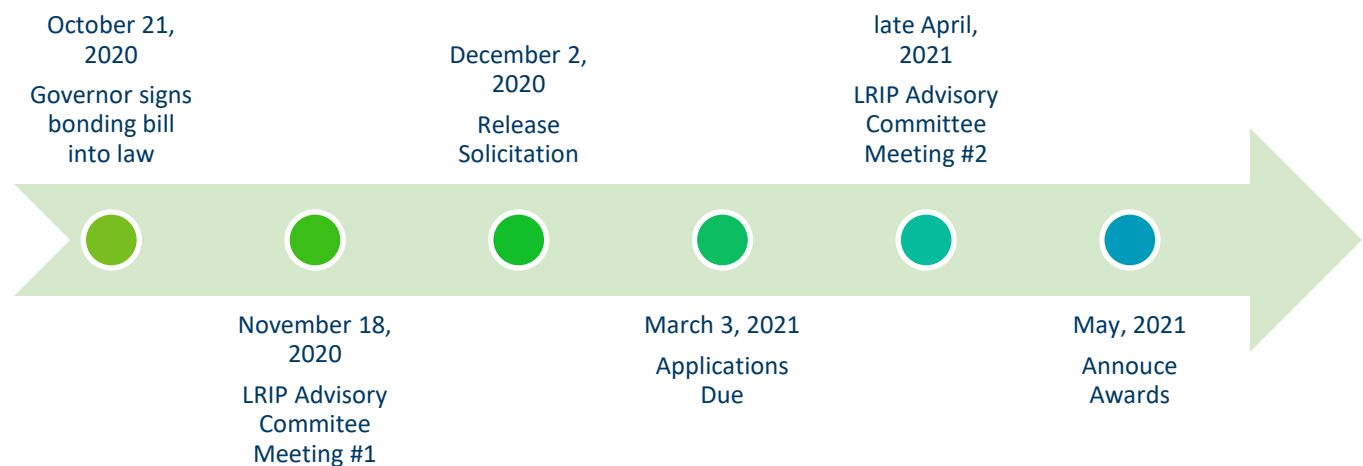 October 21,
2020
Governor signs
bonding bill
into law
November 18,
2020
LRIP Advisory
Commitee
Meeting #1
December 2,
2020
Release
Solicitation
March 3, 2021
Applications
Due
late April,
2021
LRIP Advisory
Committee
Meeting #2
May, 2021
Annouce
Awards